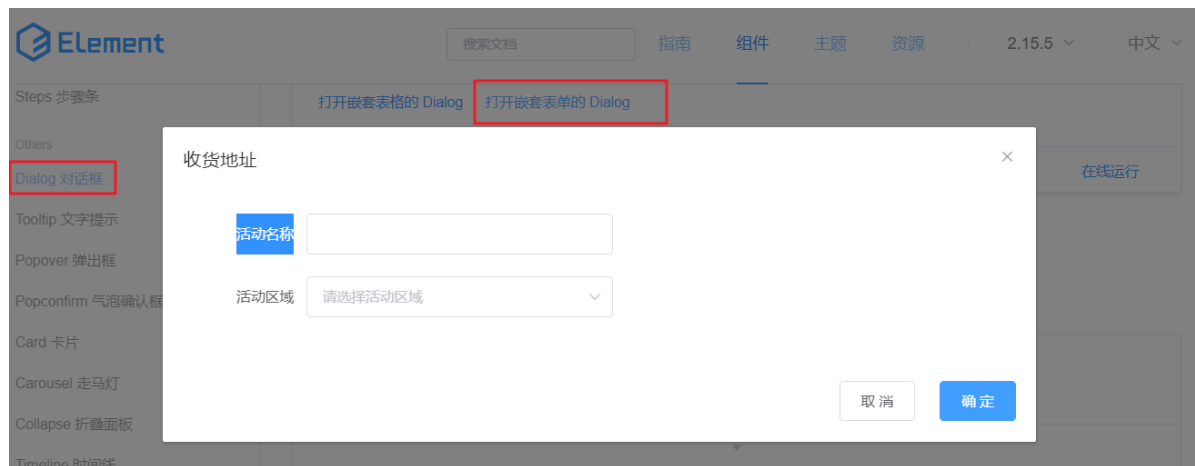 Element
搜索文档
指南 组件 主题 资源 2.15.5 中文
Steps 步骤条
打开嵌套表格的 Dialog 打开嵌套表单的 Dialog
Others
收货地址
Dialog 对话框
在线运行
Tooltip 文字提示
活动名称
Popover 弹出框
Popconfirm 气泡确认框
活动区域 请选择活动区域
Card 卡片
Carousel 走马灯
取消 确定
Collapse 折叠面板
Timeline 时间线